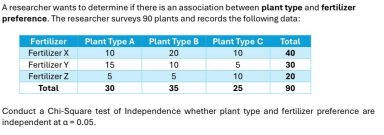 A researcher wants to determine if there is an association between plant type and fertilizer
preference. The researcher surveys 90 plants and records the following data:
Fertilizer Plant Type A Plant Type B Plant Type C Total
Fertilizer X 10 20 10 40
Fertilizer Y 15 10 5 30
Fertilizer Z 5 5 10 20
Total 30 35 25 90
Conduct a Chi-Square test of Independence whether plant type and fertilizer preference are
independent at α = 0.05.